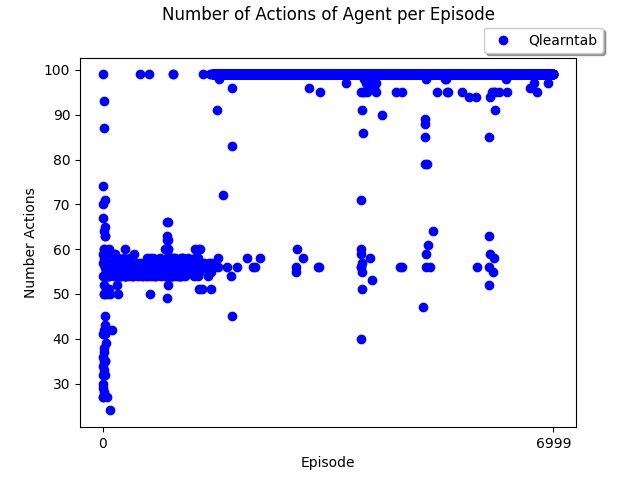 Number of Actions of Agent per Episode
Qlearntab
100
90
80
70
60
50
40
30
Number Actions
0 6999
Episode